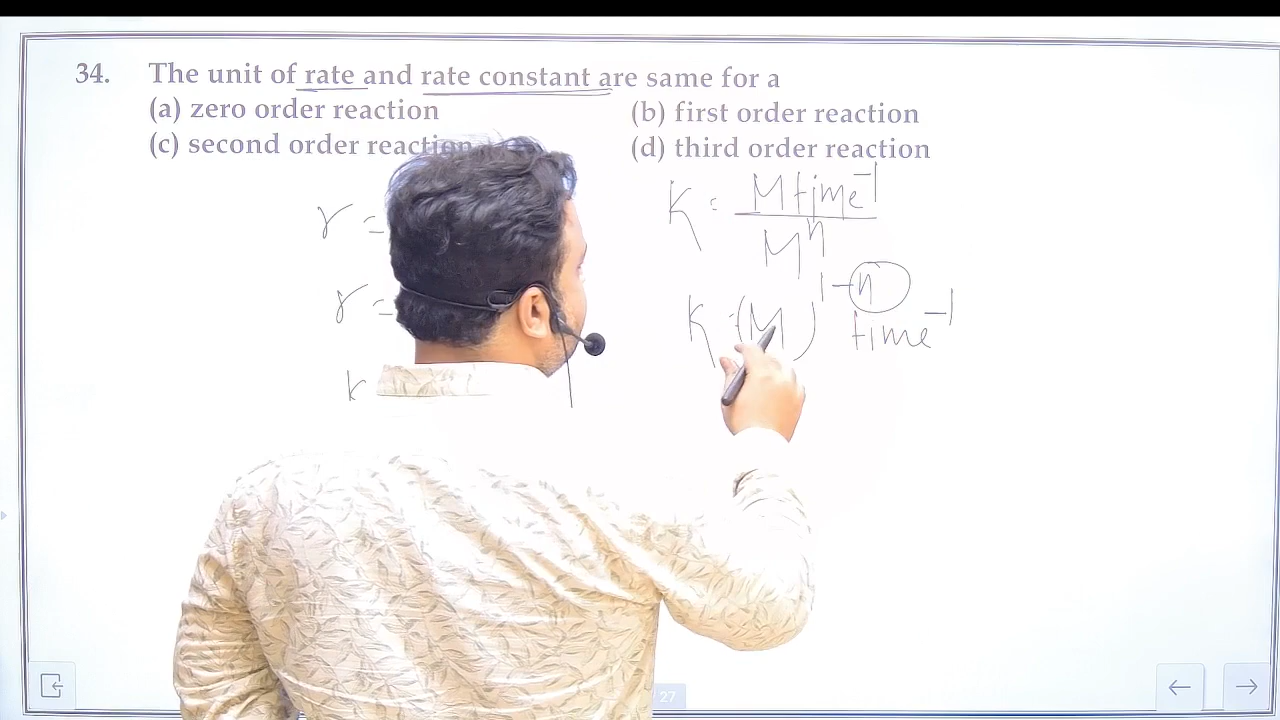 34. The unit of rate and rate constant are same for a
(a) zero order reaction (b) first order reaction
(c) second order reaction (d) third order reaction
r =
K = M time⁻¹ / Mⁿ
r =
K = (M)¹⁻ⁿ time⁻¹
K
/ 27